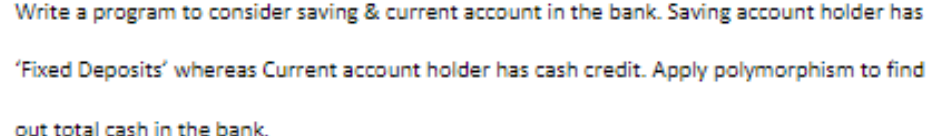 Write a program to consider saving & current account in the bank. Saving account holder has
‘Fixed Deposits’ whereas Current account holder has cash credit. Apply polymorphism to find
out total cash in the bank.